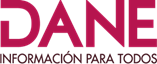 DANE
INFORMACIÓN PARA TODOS